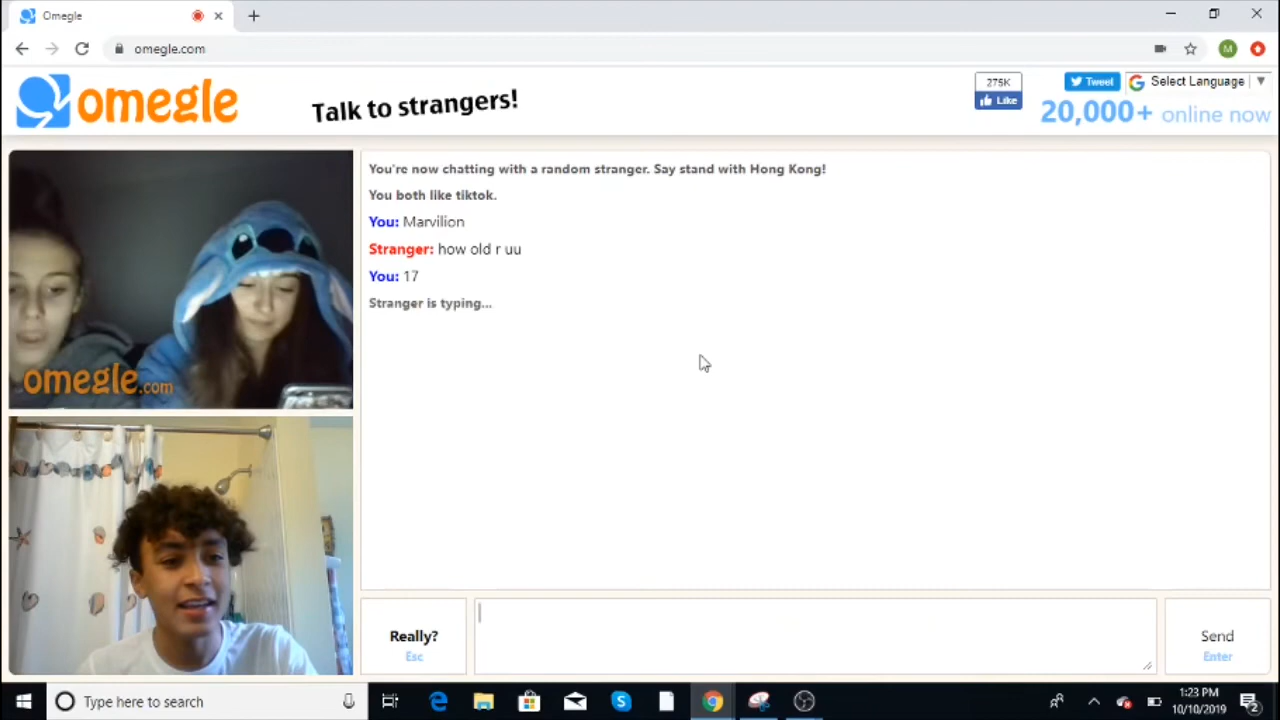 Omegle
omegle.com
omegle
Talk to strangers!
275K
Like
Tweet
Select Language
20,000+ online now
You're now chatting with a random stranger. Say stand with Hong Kong!
You both like tiktok.
You: Marvilion
Stranger: how old r uu
You: 17
Stranger is typing...
omegle.com
Really?
Esc
Send
Enter
Type here to search
1:23 PM
10/10/2019
2
M